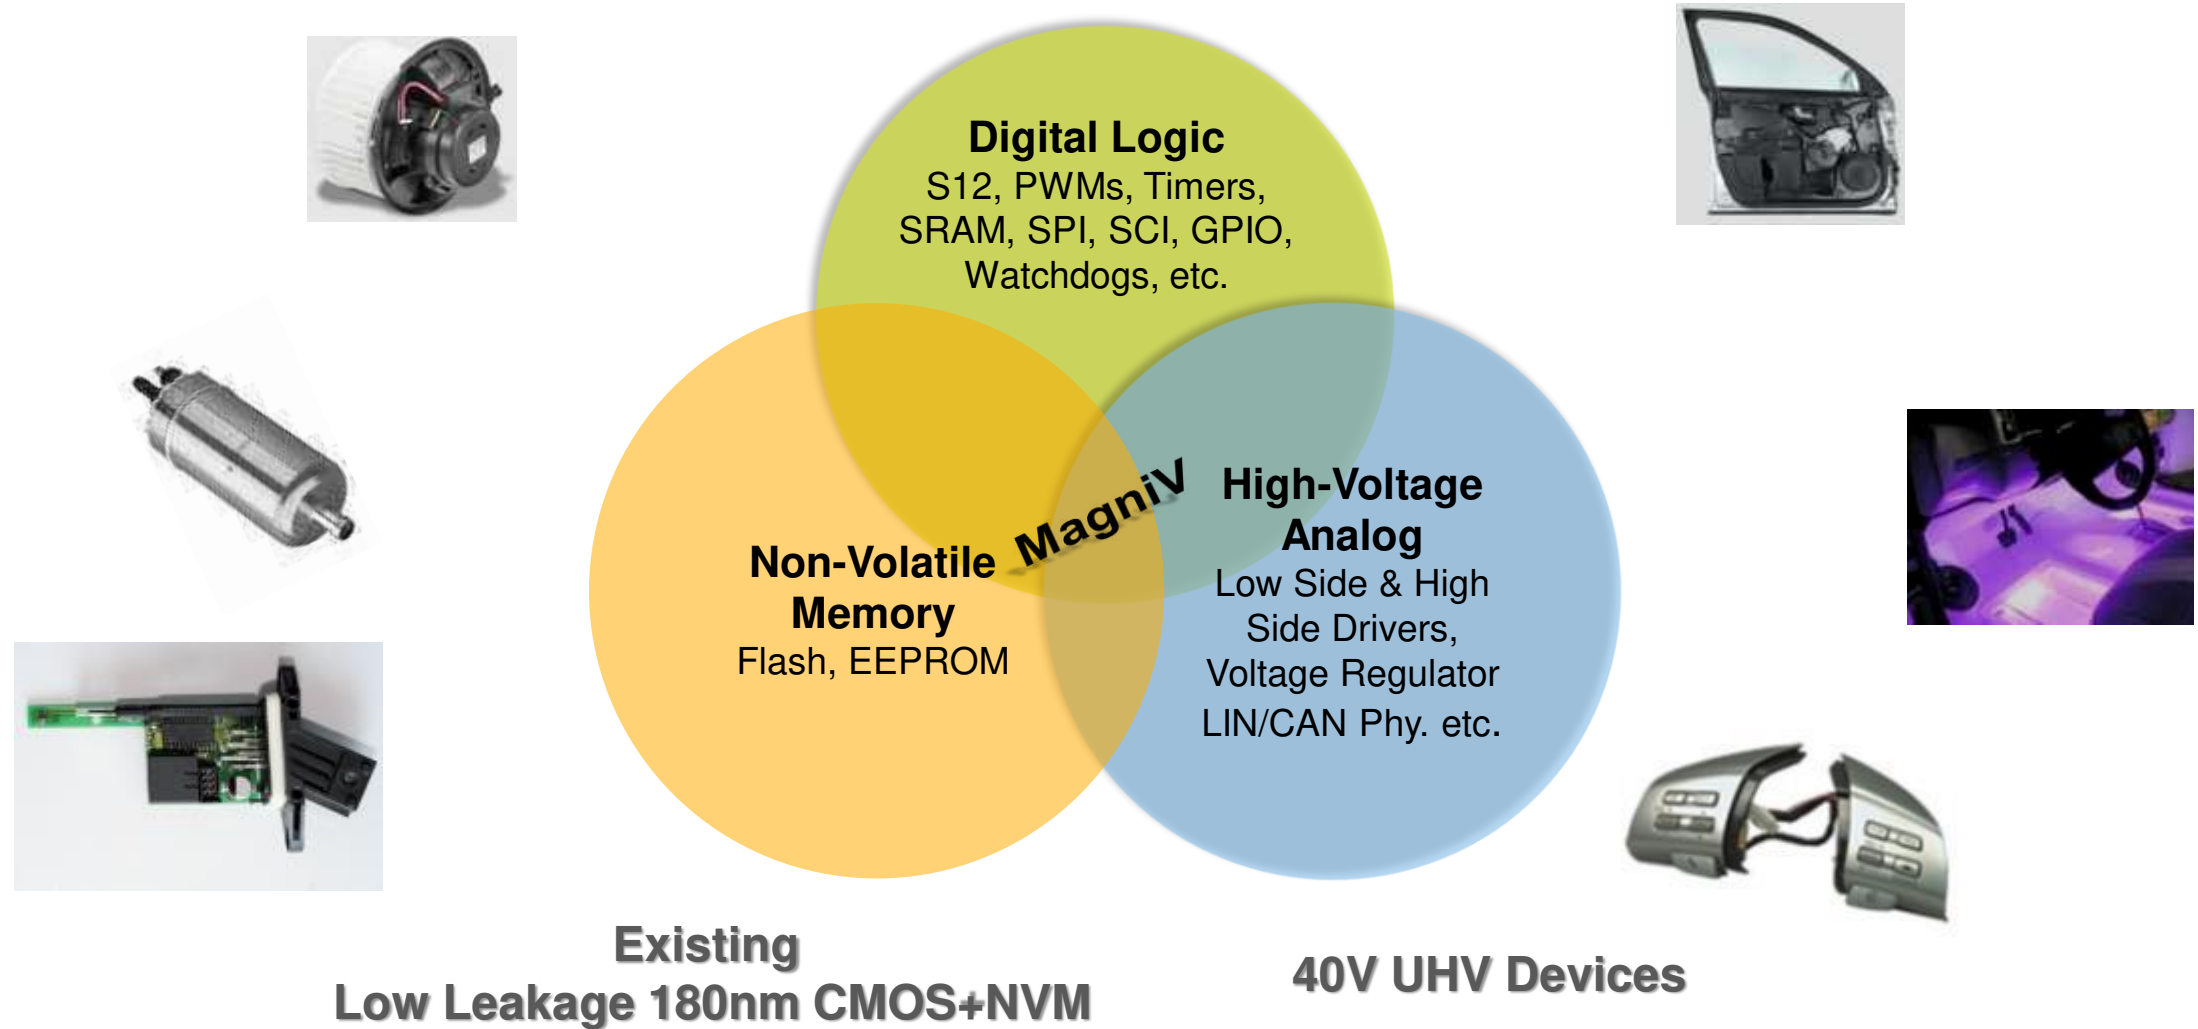 Digital Logic
S12, PWMs, Timers,
SRAM, SPI, SCI, GPIO,
Watchdogs, etc.
MagniV
High-Voltage
Analog
Low Side & High
Side Drivers,
Voltage Regulator
LIN/CAN Phy. etc.
Non-Volatile
Memory
Flash, EEPROM
Existing
Low Leakage 180nm CMOS+NVM
40V UHV Devices